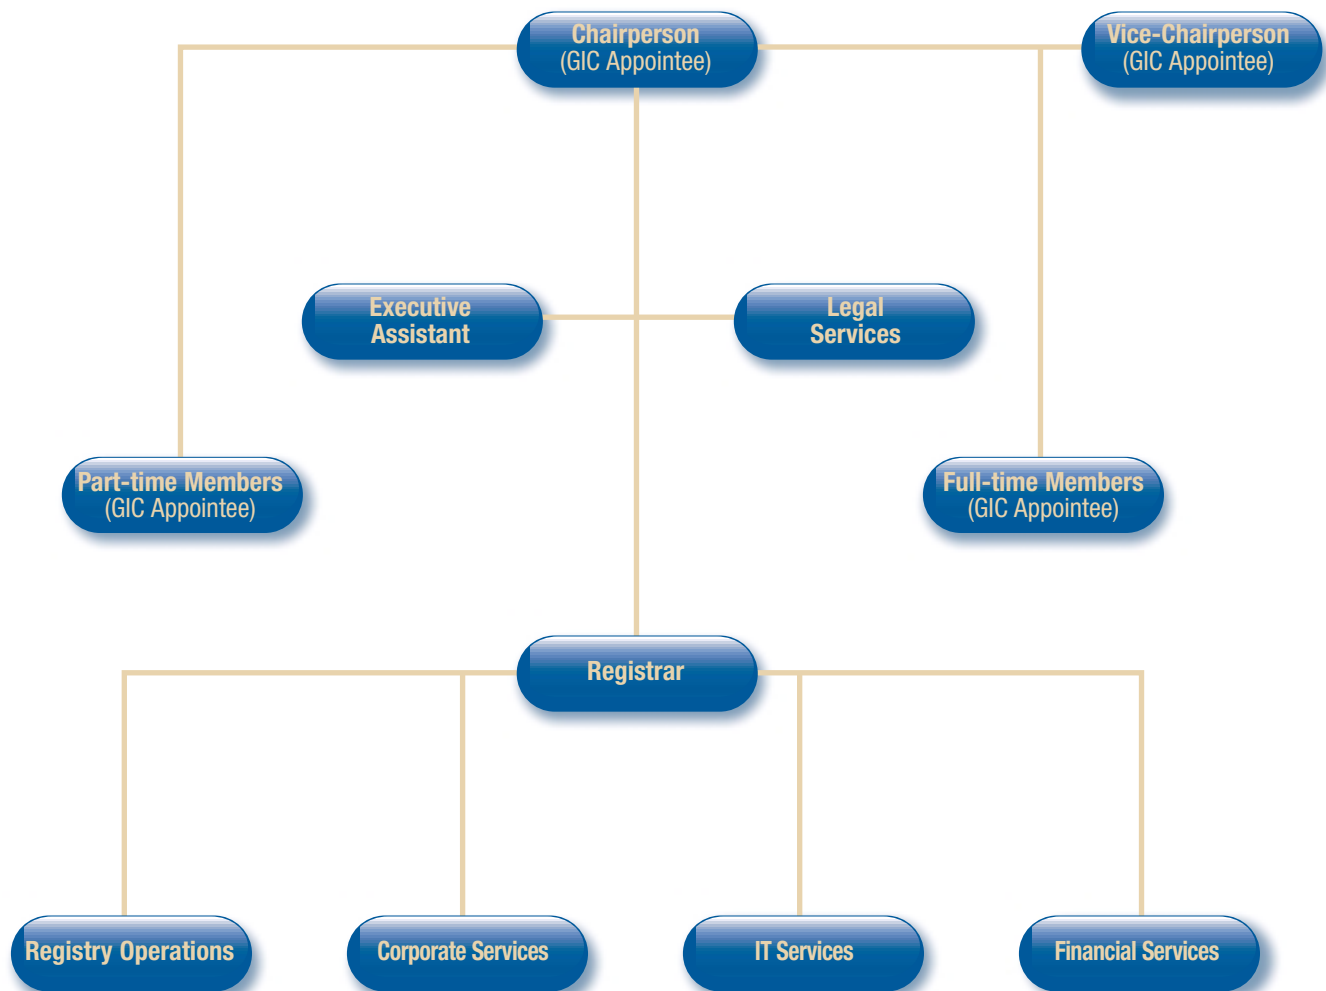 Chairperson
(GIC Appointee)
Vice-Chairperson
(GIC Appointee)
Executive
Assistant
Legal
Services
Part-time Members
(GIC Appointee)
Full-time Members
(GIC Appointee)
Registrar
Registry Operations
Corporate Services
IT Services
Financial Services